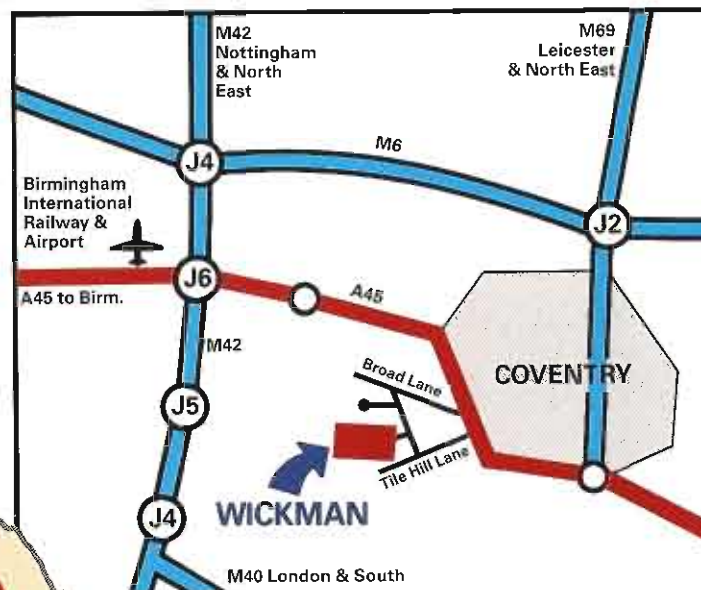 M42
Nottingham
& North
East
M69
Leicester
& North East
J4
M6
Birmingham
International
Railway &
Airport
J2
J6
A45 to Birm.
A45
M42
Broad Lane
COVENTRY
J5
Tile Hill Lane
WICKMAN
J4
M40 London & South